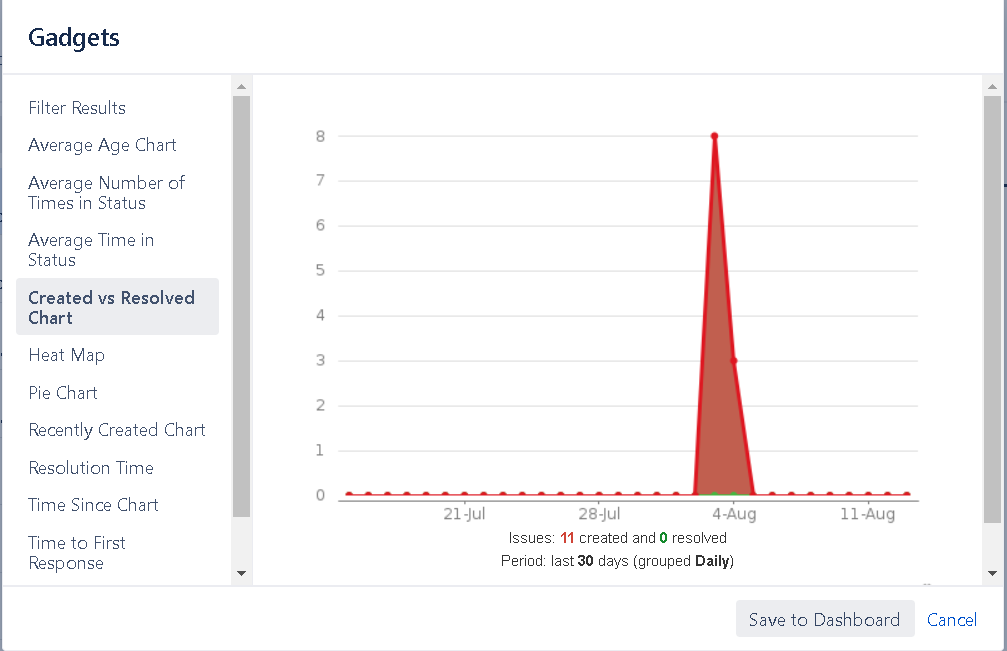 Gadgets
Filter Results
Average Age Chart
Average Number of
Times in Status
Average Time in
Status
Created vs Resolved
Chart
Heat Map
Pie Chart
Recently Created Chart
Resolution Time
Time Since Chart
Time to First
Response
8
7
6
5
4
3
2
1
0
21-Jul 28-Jul 4-Aug 11-Aug
Issues: 11 created and 0 resolved
Period: last 30 days (grouped Daily)
Save to Dashboard Cancel